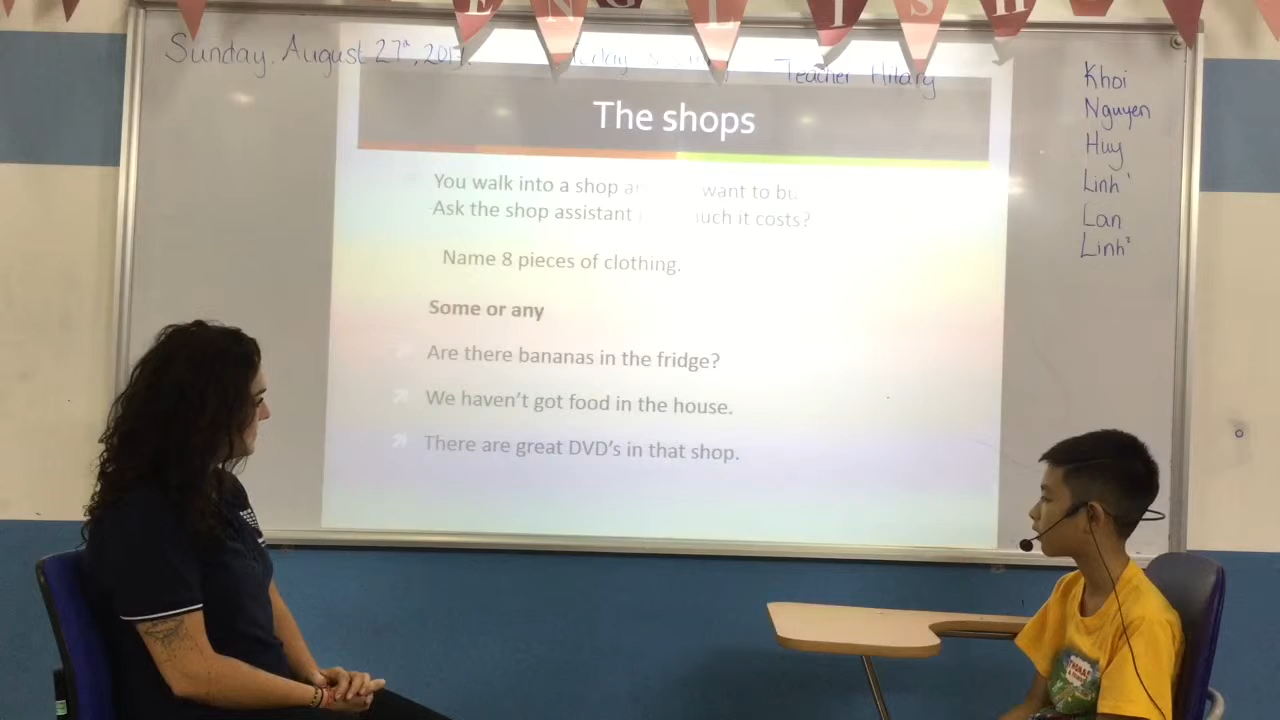 ENGLISH
Sunday, August 27th, 2017.
Teacher Hilary
The shops
You walk into a shop want to bu
Ask the shop assistant uch it costs?
Name 8 pieces of clothing.
Some or any
Are there bananas in the fridge?
We haven't got food in the house.
There are great DVD's in that shop.
Khoi
Nguyen
Huy
Linh¹
Lan
Linh²